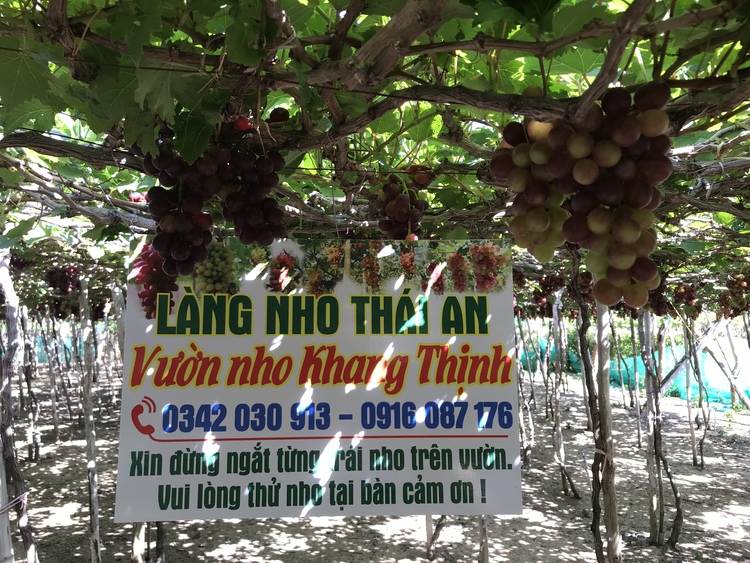 LÀNG NHO THÁI AN
Vườn nho Khang Thịnh
0342 030 913 - 0916 087 176
Xin đừng ngắt từng trái nho trên vườn.
Vui lòng thử nho tại bàn cảm ơn !